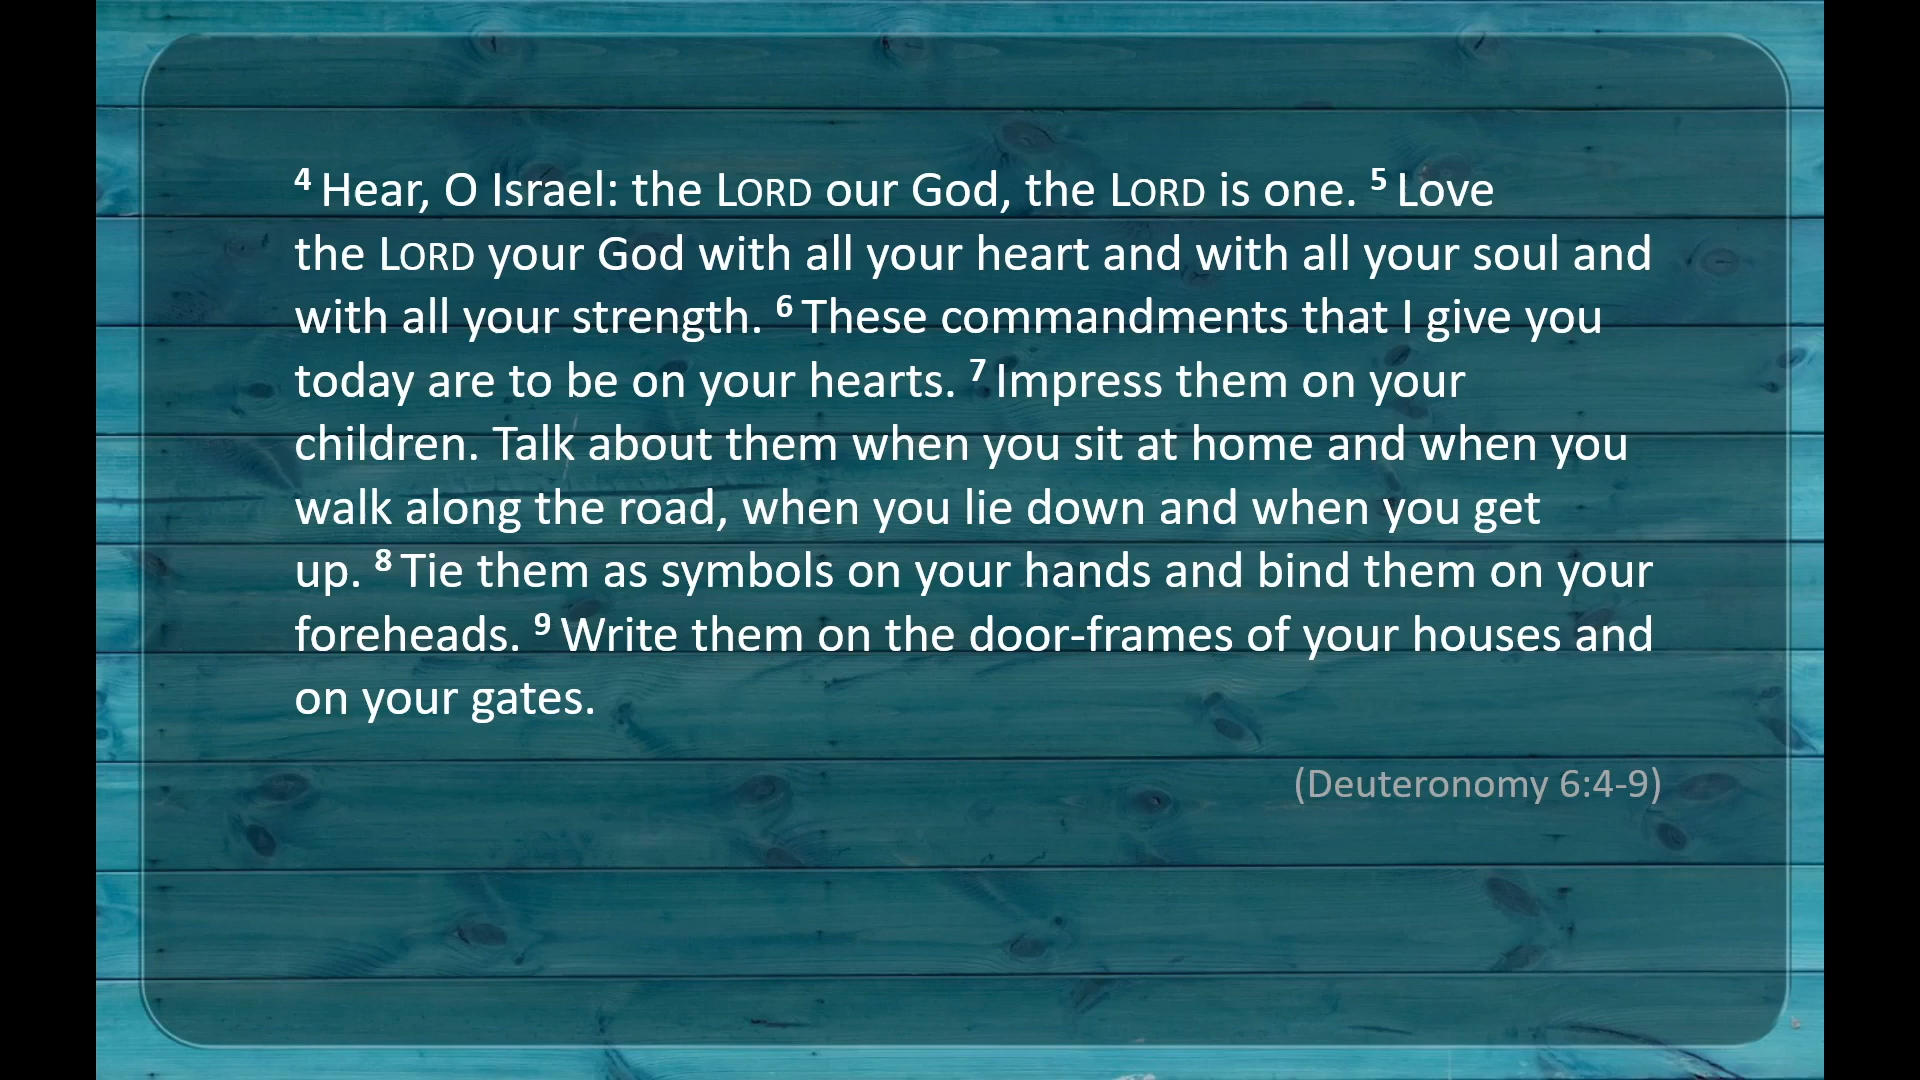 4 Hear, O Israel: the LORD our God, the LORD is one. 5 Love
the LORD your God with all your heart and with all your soul and
with all your strength. 6 These commandments that I give you
today are to be on your hearts. 7 Impress them on your
children. Talk about them when you sit at home and when you
walk along the road, when you lie down and when you get
up. 8 Tie them as symbols on your hands and bind them on your
foreheads. 9 Write them on the door-frames of your houses and
on your gates.
(Deuteronomy 6:4-9)